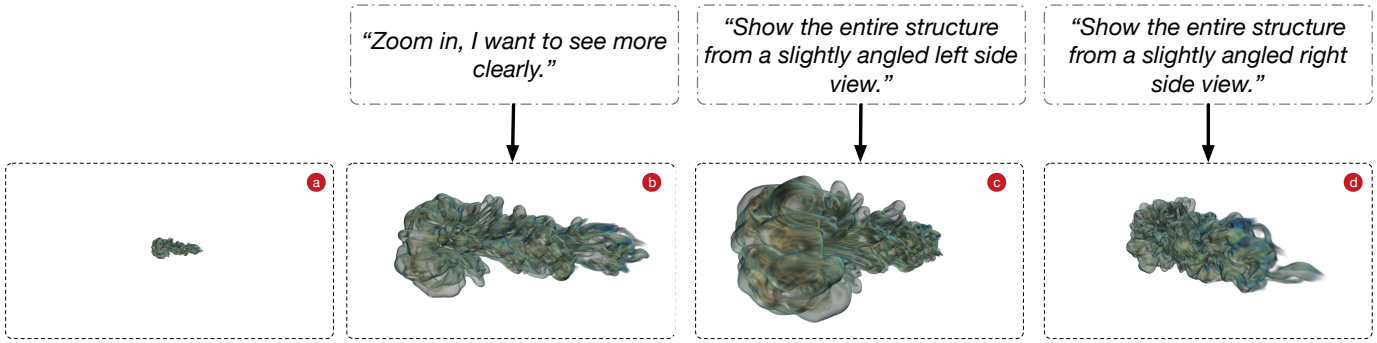 “Zoom in, I want to see more
clearly.”
“Show the entire structure
from a slightly angled left side
view.”
“Show the entire structure
from a slightly angled right
side view.”
a
b
c
d